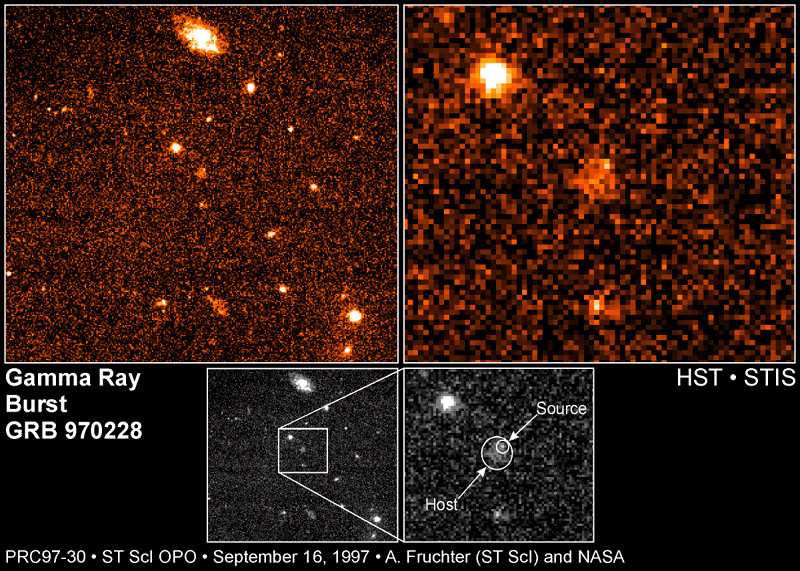 Gamma Ray
Burst
GRB 970228
HST • STIS
Source
Host
PRC97-30 • ST ScI OPO • September 16, 1997 • A. Fruchter (ST ScI) and NASA